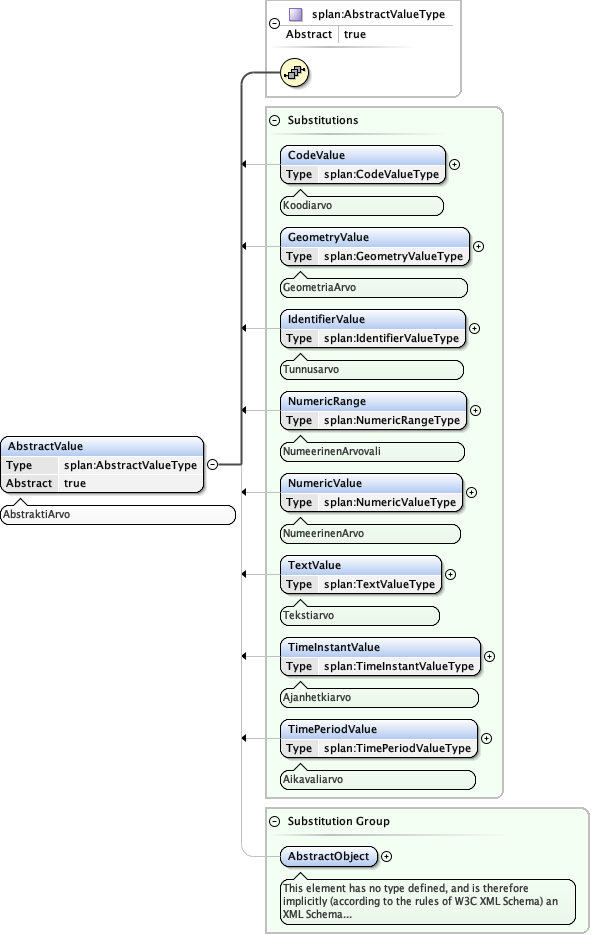 splan:AbstractValueType
Abstract true
Substitutions
CodeValue
Type splan:CodeValueType
Koodiarvo
GeometryValue
Type splan:GeometryValueType
GeometriaArvo
IdentifierValue
Type splan:IdentifierValueType
Tunnusarvo
NumericRange
Type splan:NumericRangeType
NumeerinenArvovali
AbstractValue
Type splan:AbstractValueType
Abstract true
AbstraktiArvo
NumericValue
Type splan:NumericValueType
NumeerinenArvo
TextValue
Type splan:TextValueType
Tekstiarvo
TimeInstantValue
Type splan:TimeInstantValueType
Ajanhetkiarvo
TimePeriodValue
Type splan:TimePeriodValueType
Aikavaliarvo
Substitution Group
AbstractObject
This element has no type defined, and is therefore
implicitly (according to the rules of W3C XML Schema) an
XML Schema...